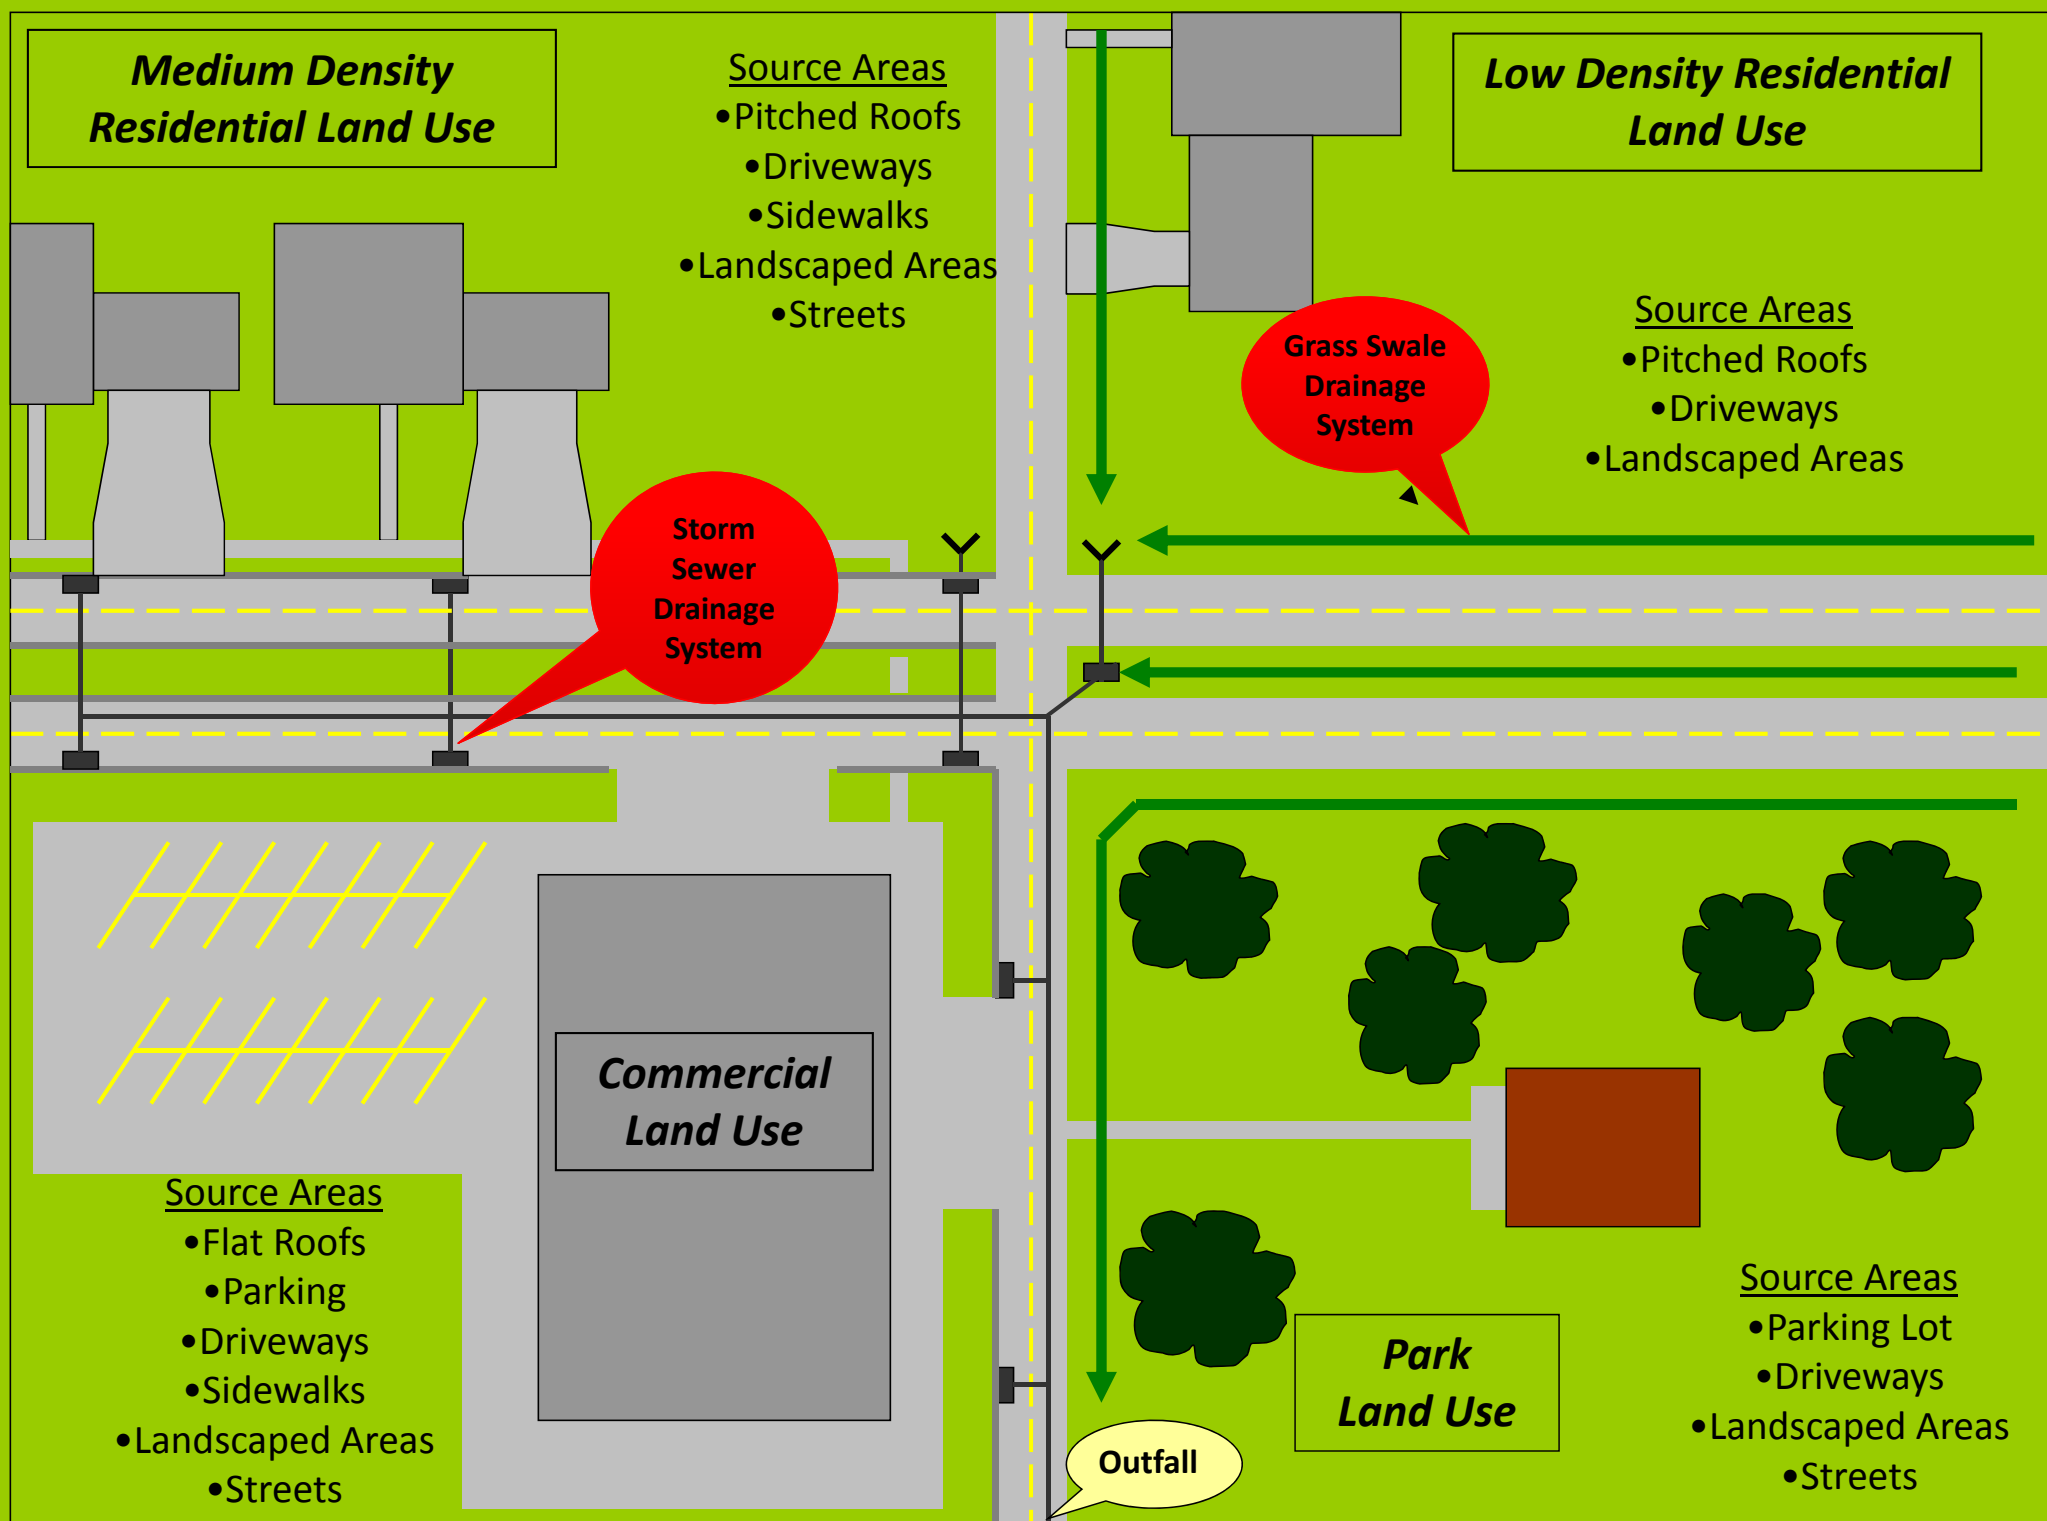 Medium Density
Residential Land Use
Source Areas
•Pitched Roofs
•Driveways
•Sidewalks
•Landscaped Areas
•Streets
Low Density Residential
Land Use
Source Areas
•Pitched Roofs
•Driveways
•Landscaped Areas
Grass Swale
Drainage
System
Storm
Sewer
Drainage
System
Commercial
Land Use
Source Areas
•Flat Roofs
•Parking
•Driveways
•Sidewalks
•Landscaped Areas
•Streets
Park
Land Use
Source Areas
•Parking Lot
•Driveways
•Landscaped Areas
•Streets
Outfall